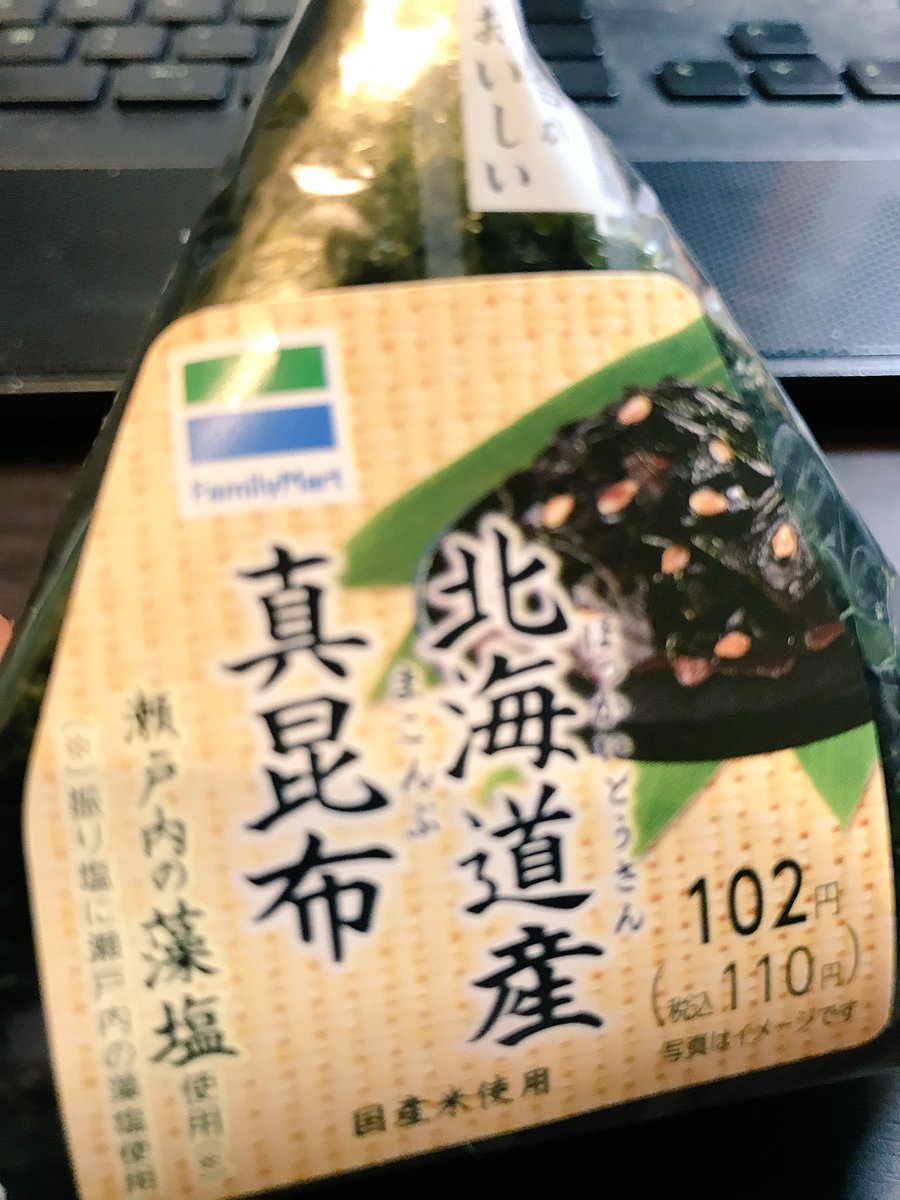 おいしい
FamilyMart
ほっかいどうさん
北海道産
まこんぶ
真昆布
瀬戸内の藻塩使用(※)
(※)振り塩に瀬戸内の藻塩使用
102円
(税込110円)
写真はイメージです
国産米使用